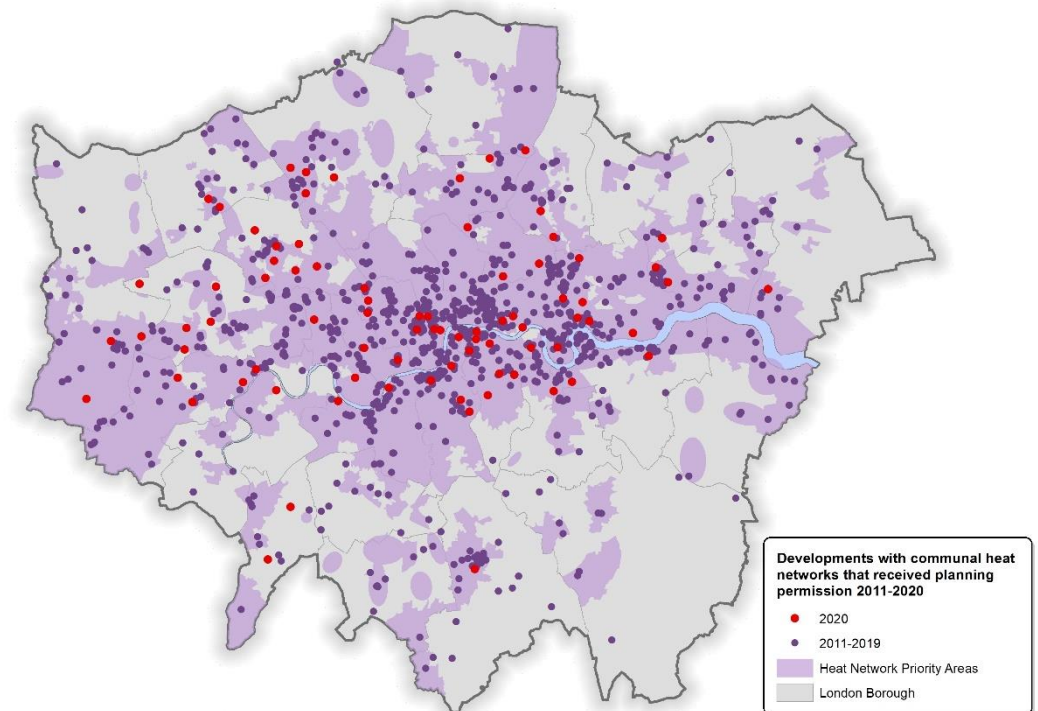 Developments with communal heat
networks that received planning
permission 2011-2020
2020
2011-2019
Heat Network Priority Areas
London Borough